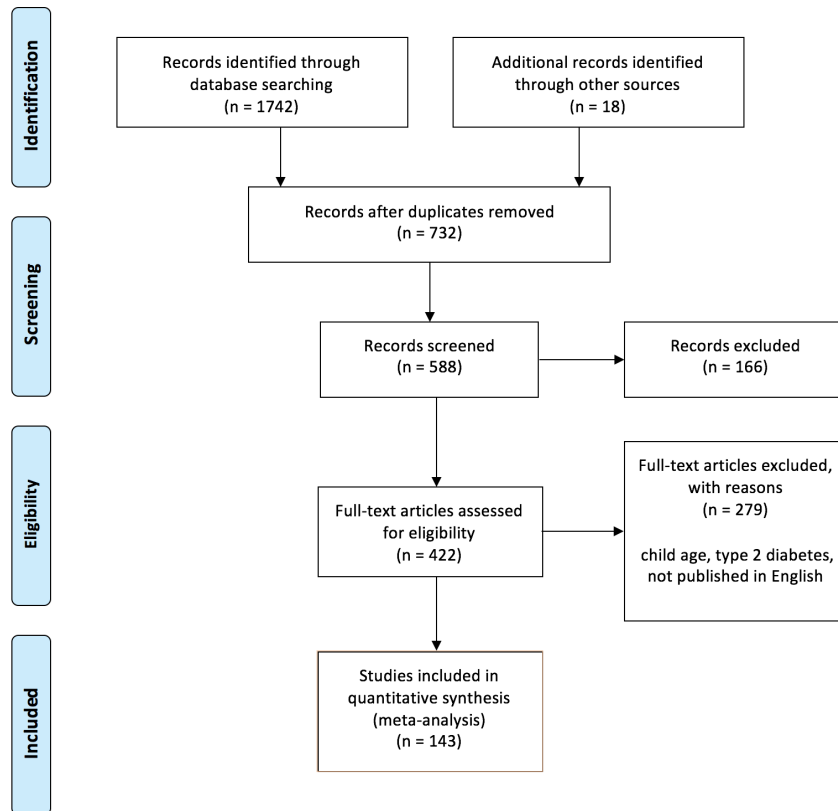 Identification
Records identified through
database searching
(n = 1742)
Additional records identified
through other sources
(n = 18)
Records after duplicates removed
(n = 732)
Screening
Records screened
(n = 588)
Records excluded
(n = 166)
Eligibility
Full-text articles assessed
for eligibility
(n = 422)
Full-text articles excluded,
with reasons
(n = 279)
child age, type 2 diabetes,
not published in English
Included
Studies included in
quantitative synthesis
(meta-analysis)
(n = 143)